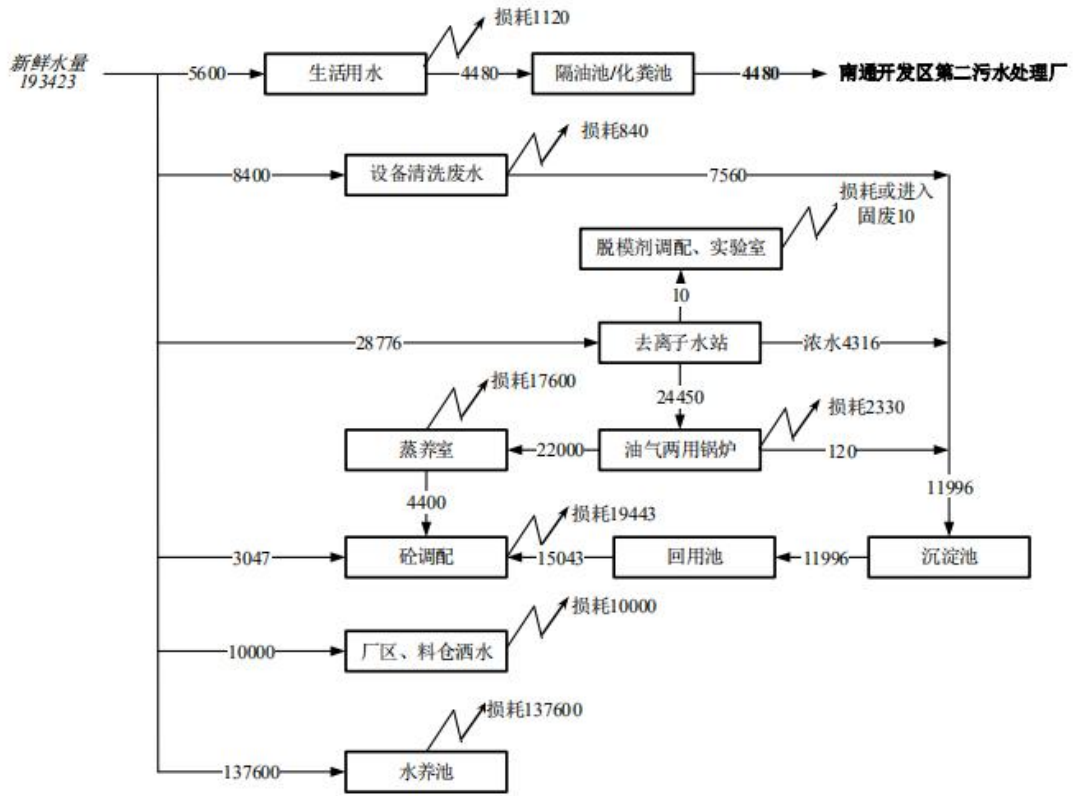 损耗1120
新鲜水量
193423
5600
生活用水
4480
隔油池/化粪池
4480
南通开发区第二污水处理厂
损耗840
8400
设备清洗废水
7560
损耗或进入
固废10
脱模剂调配、实验室
10
28776
去离子水站
浓水4316
损耗17600
24450
损耗2330
蒸养室
22000
油气两用锅炉
120
4400
11996
损耗19443
3047
砼调配
15043
回用池
11996
沉淀池
损耗10000
10000
厂区、料仓洒水
损耗137600
137600
水养池